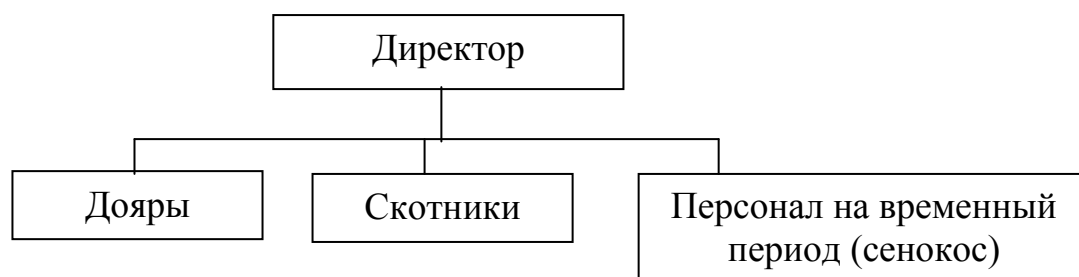 Директор
Дояры
Скотники
Персонал на временный
период (сенокос)